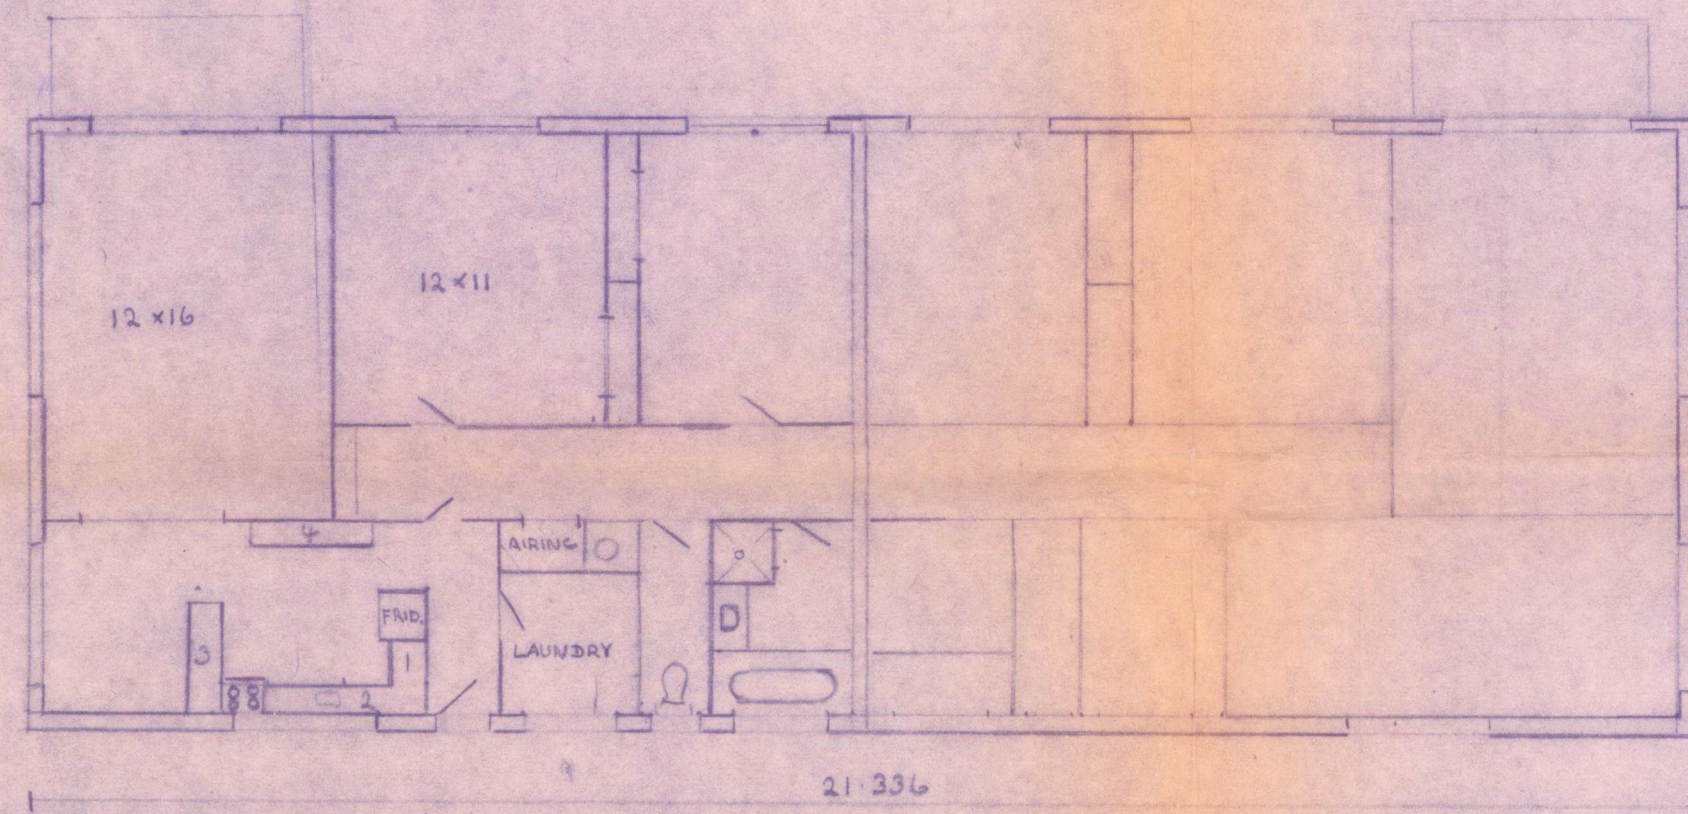 12 x 11
12 x 16
4
AIRING
FRID.
3
1
LAUNDRY
2
21.336